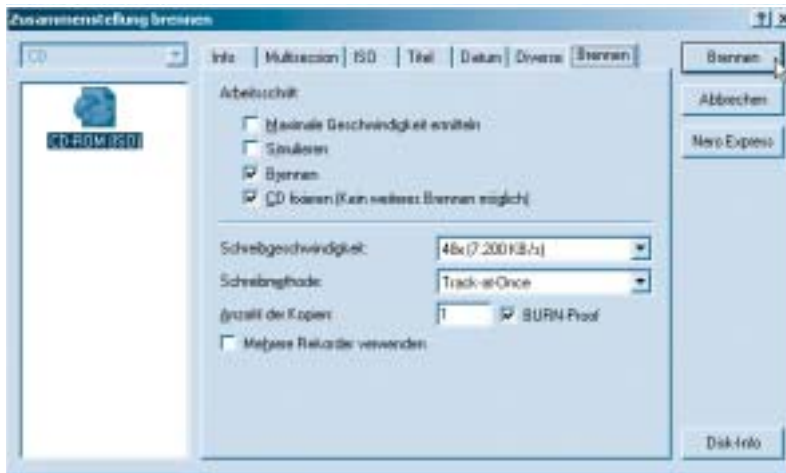 Zusammenstellung brennen
CD
Info Multisession ISO Titel Datum Diverse Brennen
Brennen
Abbrechen
Nero Express
CD-ROM (ISO)
Arbeitsschritt
Maximale Geschwindigkeit ermitteln
Simulieren
Brennen
CD fixieren (Kein weiteres Brennen möglich)
Schreibgeschwindigkeit: 48x (7.200 KB/s)
Schreibmethode: Track-at-Once
Anzahl der Kopien: 1 BURN-Proof
Mehrere Rekorder verwenden
Disk-Info